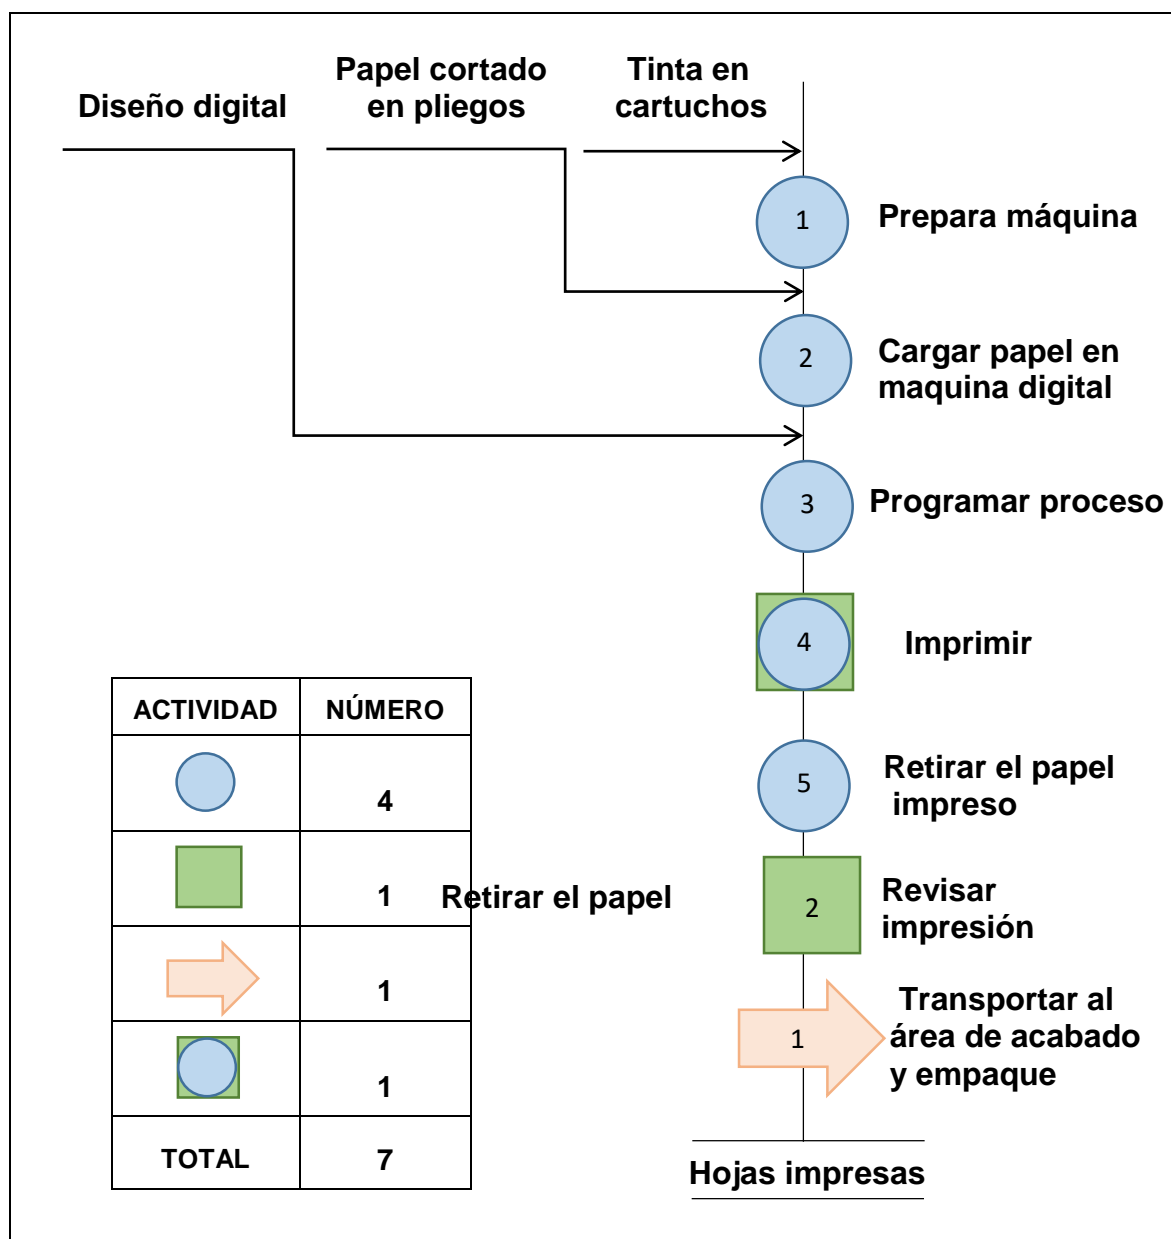 Papel cortado
en pliegos
Tinta en
cartuchos
Diseño digital
1
Prepara máquina
2
Cargar papel en
maquina digital
3
Programar proceso
4
Imprimir
5
Retirar el papel
impreso
2
Revisar
impresión
1
Transportar al
área de acabado
y empaque
Hojas impresas
ACTIVIDAD NÚMERO
4
1
Retirar el papel
1
1
TOTAL 7